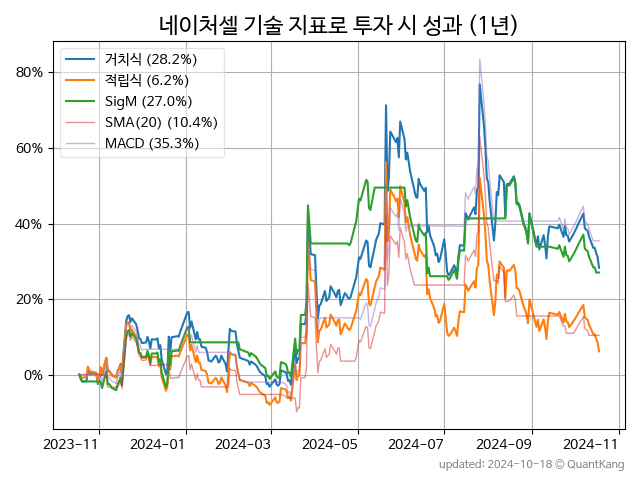 네이처셀 기술 지표로 투자 시 성과 (1년)
거치식 (28.2%)
적립식 (6.2%)
SigM (27.0%)
SMA(20) (10.4%)
MACD (35.3%)
80%
60%
40%
20%
0%
2023-11 2024-01 2024-03 2024-05 2024-07 2024-09 2024-11
updated: 2024-10-18 © QuantKang